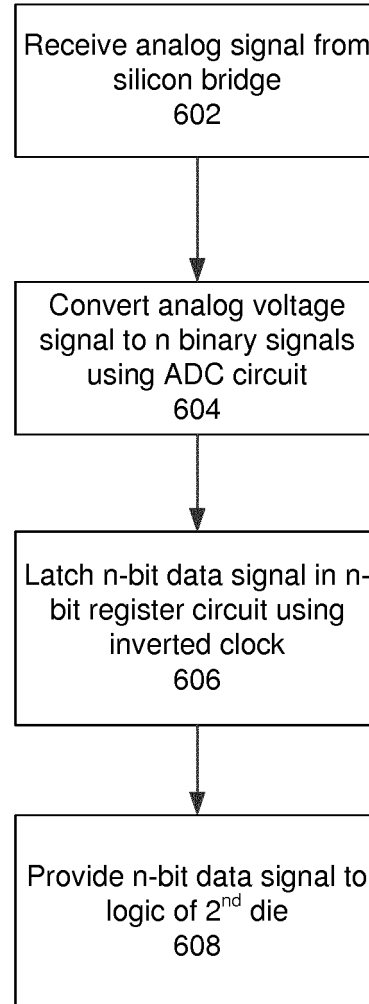 Receive analog signal from
silicon bridge
602
Convert analog voltage
signal to n binary signals
using ADC circuit
604
Latch n-bit data signal in n-
bit register circuit using
inverted clock
606
Provide n-bit data signal to
logic of 2nd die
608